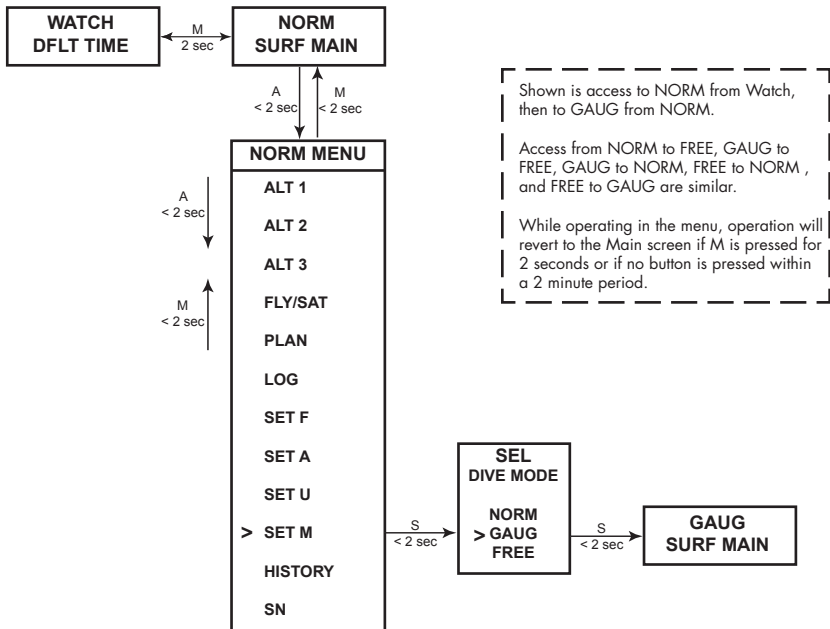 WATCH
DFLT TIME
M
2 sec
NORM
SURF MAIN
A
< 2 sec
M
< 2 sec
Shown is access to NORM from Watch,
then to GAUG from NORM.
Access from NORM to FREE, GAUG to
FREE, GAUG to NORM, FREE to NORM ,
and FREE to GAUG are similar.
While operating in the menu, operation will
revert to the Main screen if M is pressed for
2 seconds or if no button is pressed within
a 2 minute period.
NORM MENU
A
< 2 sec
M
< 2 sec
ALT 1
ALT 2
ALT 3
FLY/SAT
PLAN
LOG
SET F
SET A
SET U
> SET M
HISTORY
SN
S
< 2 sec
SEL
DIVE MODE
NORM
> GAUG
FREE
S
< 2 sec
GAUG
SURF MAIN